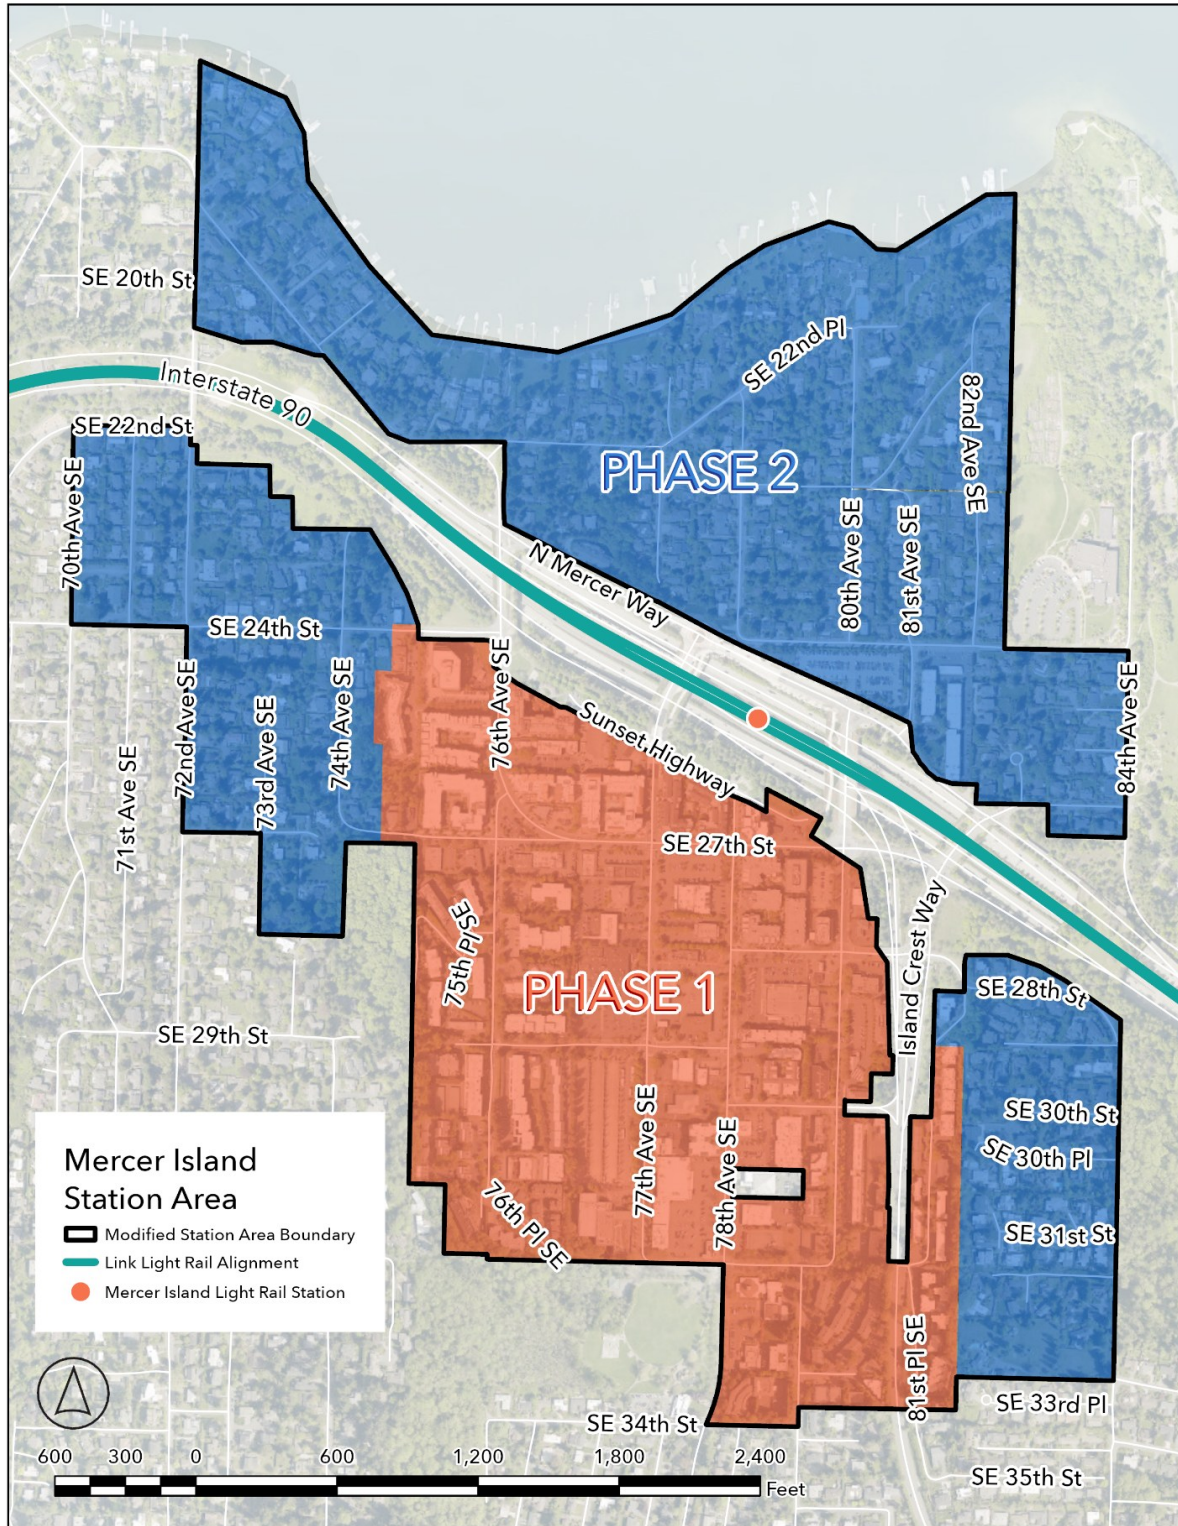 SE 20th St
Interstate 90
SE 22nd St
SE 22nd Pl
82nd Ave SE
PHASE 2
70th Ave SE
N Mercer Way
80th Ave SE
81st Ave SE
SE 24th St
76th Ave SE
74th Ave SE
73rd Ave SE
72nd Ave SE
71st Ave SE
Sunset Highway
84th Ave SE
SE 27th St
75th Pl SE
PHASE 1
Island Crest Way
SE 28th St
SE 29th St
77th Ave SE
78th Ave SE
SE 30th St
SE 30th Pl
76th Pl SE
SE 31st St
Mercer Island
Station Area
Modified Station Area Boundary
Link Light Rail Alignment
Mercer Island Light Rail Station
81st Pl SE
SE 33rd Pl
SE 34th St
SE 35th St
600 300 0 600 1,200 1,800 2,400
Feet